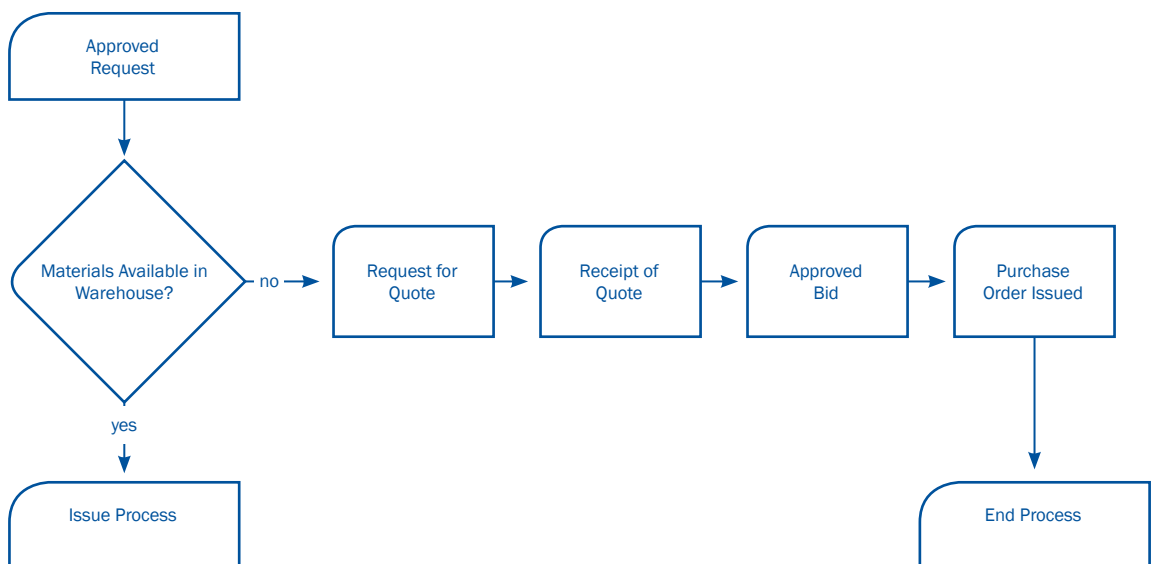 Approved
Request
Materials Available in
Warehouse?
no
Request for
Quote
Receipt of
Quote
Approved
Bid
Purchase
Order Issued
yes
Issue Process
End Process